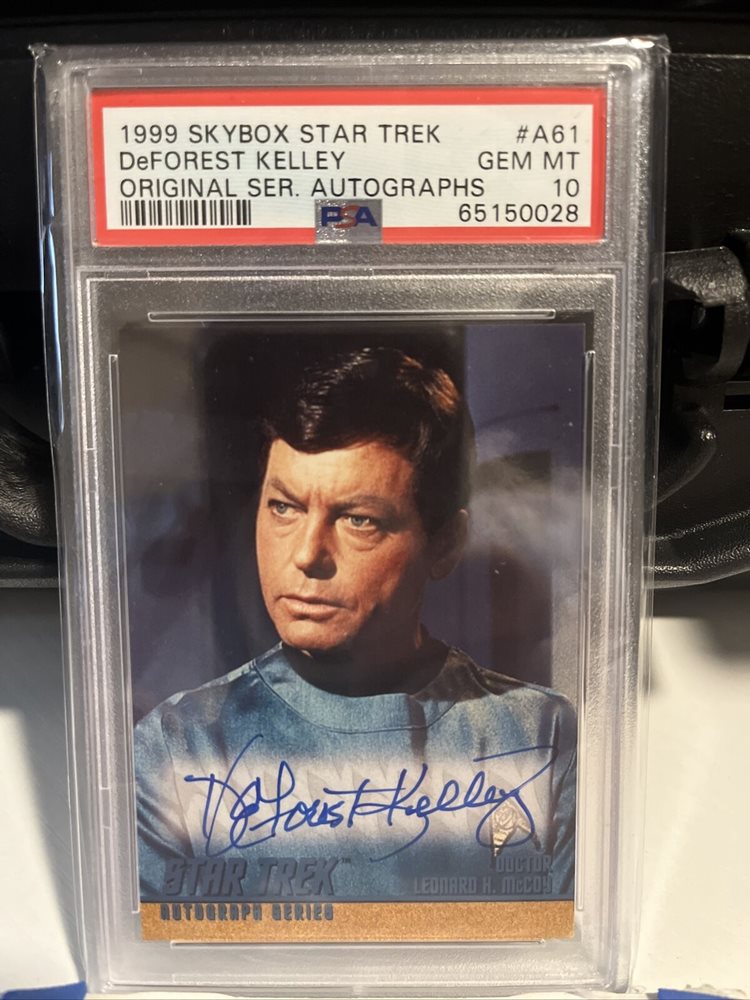 1999 SKYBOX STAR TREK #A61
DeFOREST KELLEY GEM MT
ORIGINAL SER. AUTOGRAPHS 10
PSA 65150028
DeForest Kelley
STAR TREK™ DOCTOR
LEONARD H. McCOY
AUTOGRAPH SERIES